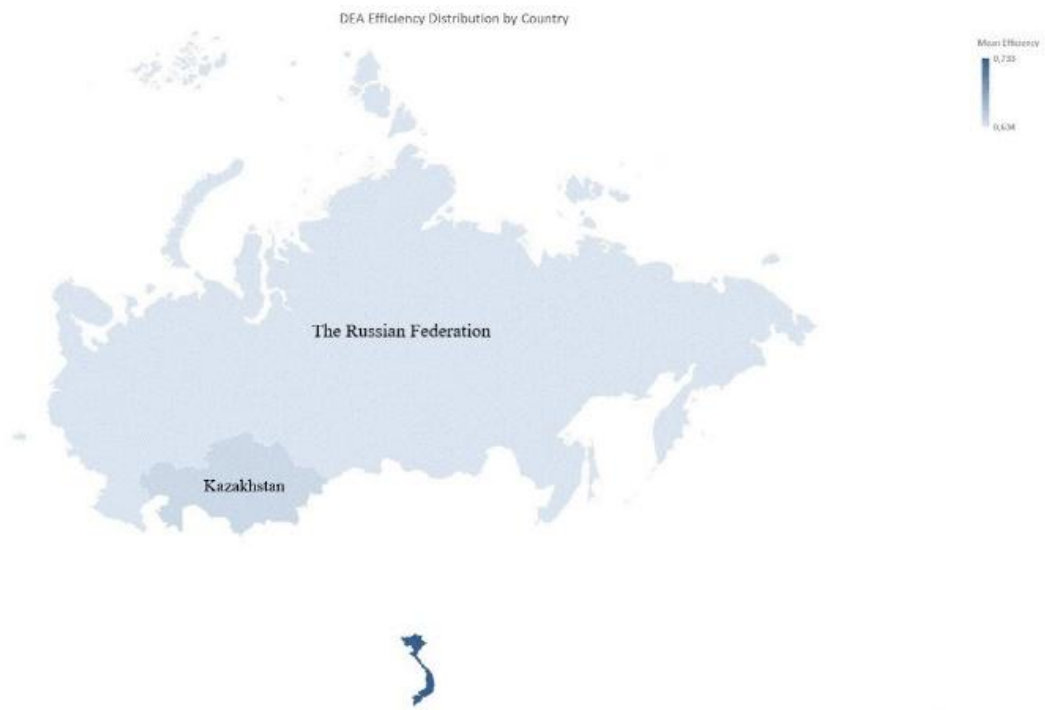 DEA Efficiency Distribution by Country
Mean Efficiency
0,733
0,634
The Russian Federation
Kazakhstan